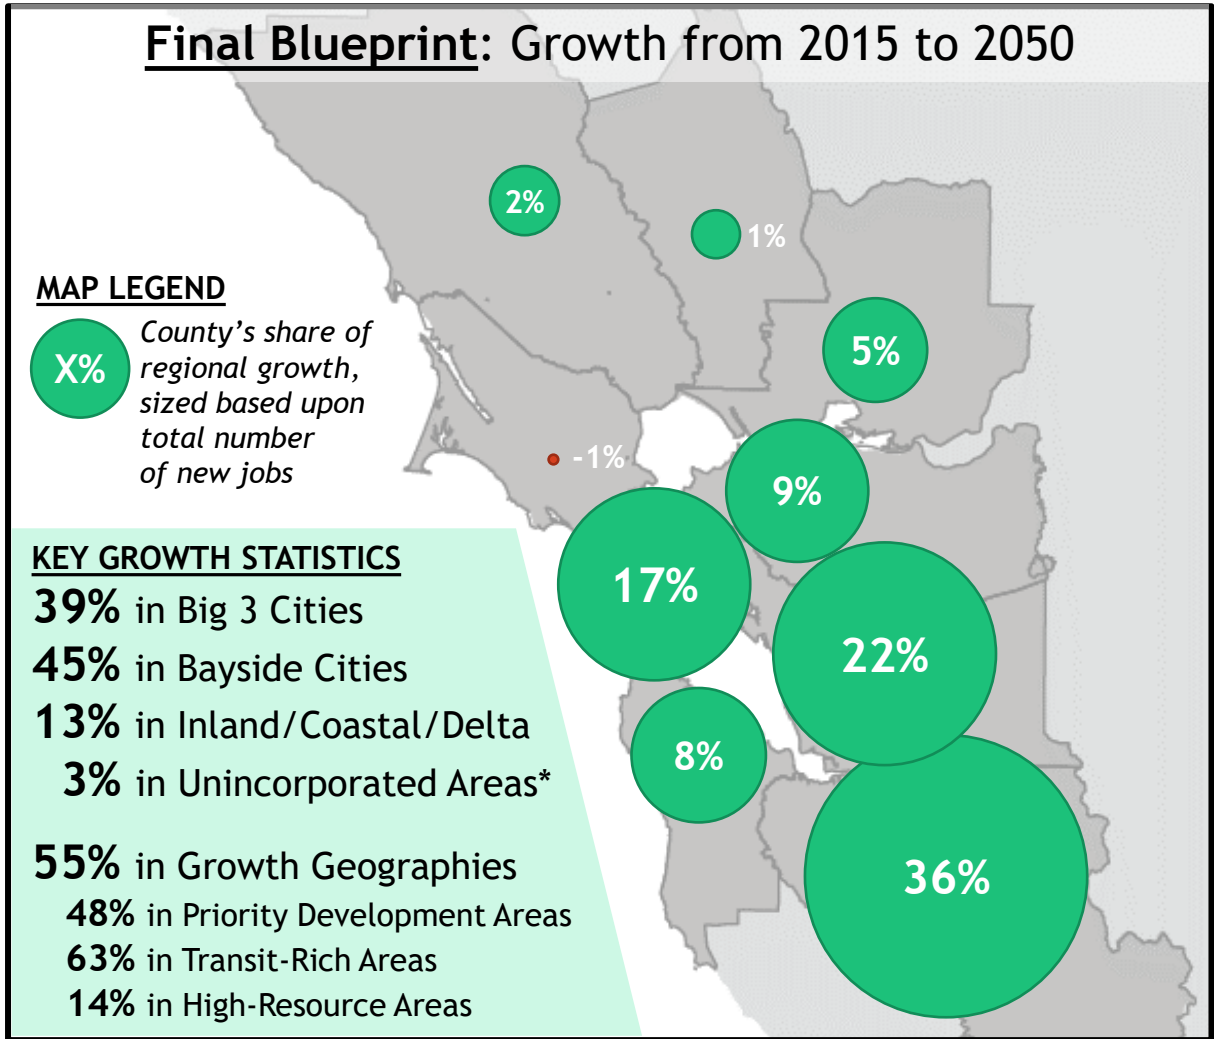 Final Blueprint: Growth from 2015 to 2050
2%
1%
MAP LEGEND
X%
County’s share of
regional growth,
sized based upon
total number
of new jobs
5%
-1%
9%
17%
22%
8%
36%
KEY GROWTH STATISTICS
39% in Big 3 Cities
45% in Bayside Cities
13% in Inland/Coastal/Delta
3% in Unincorporated Areas*
55% in Growth Geographies
48% in Priority Development Areas
63% in Transit-Rich Areas
14% in High-Resource Areas